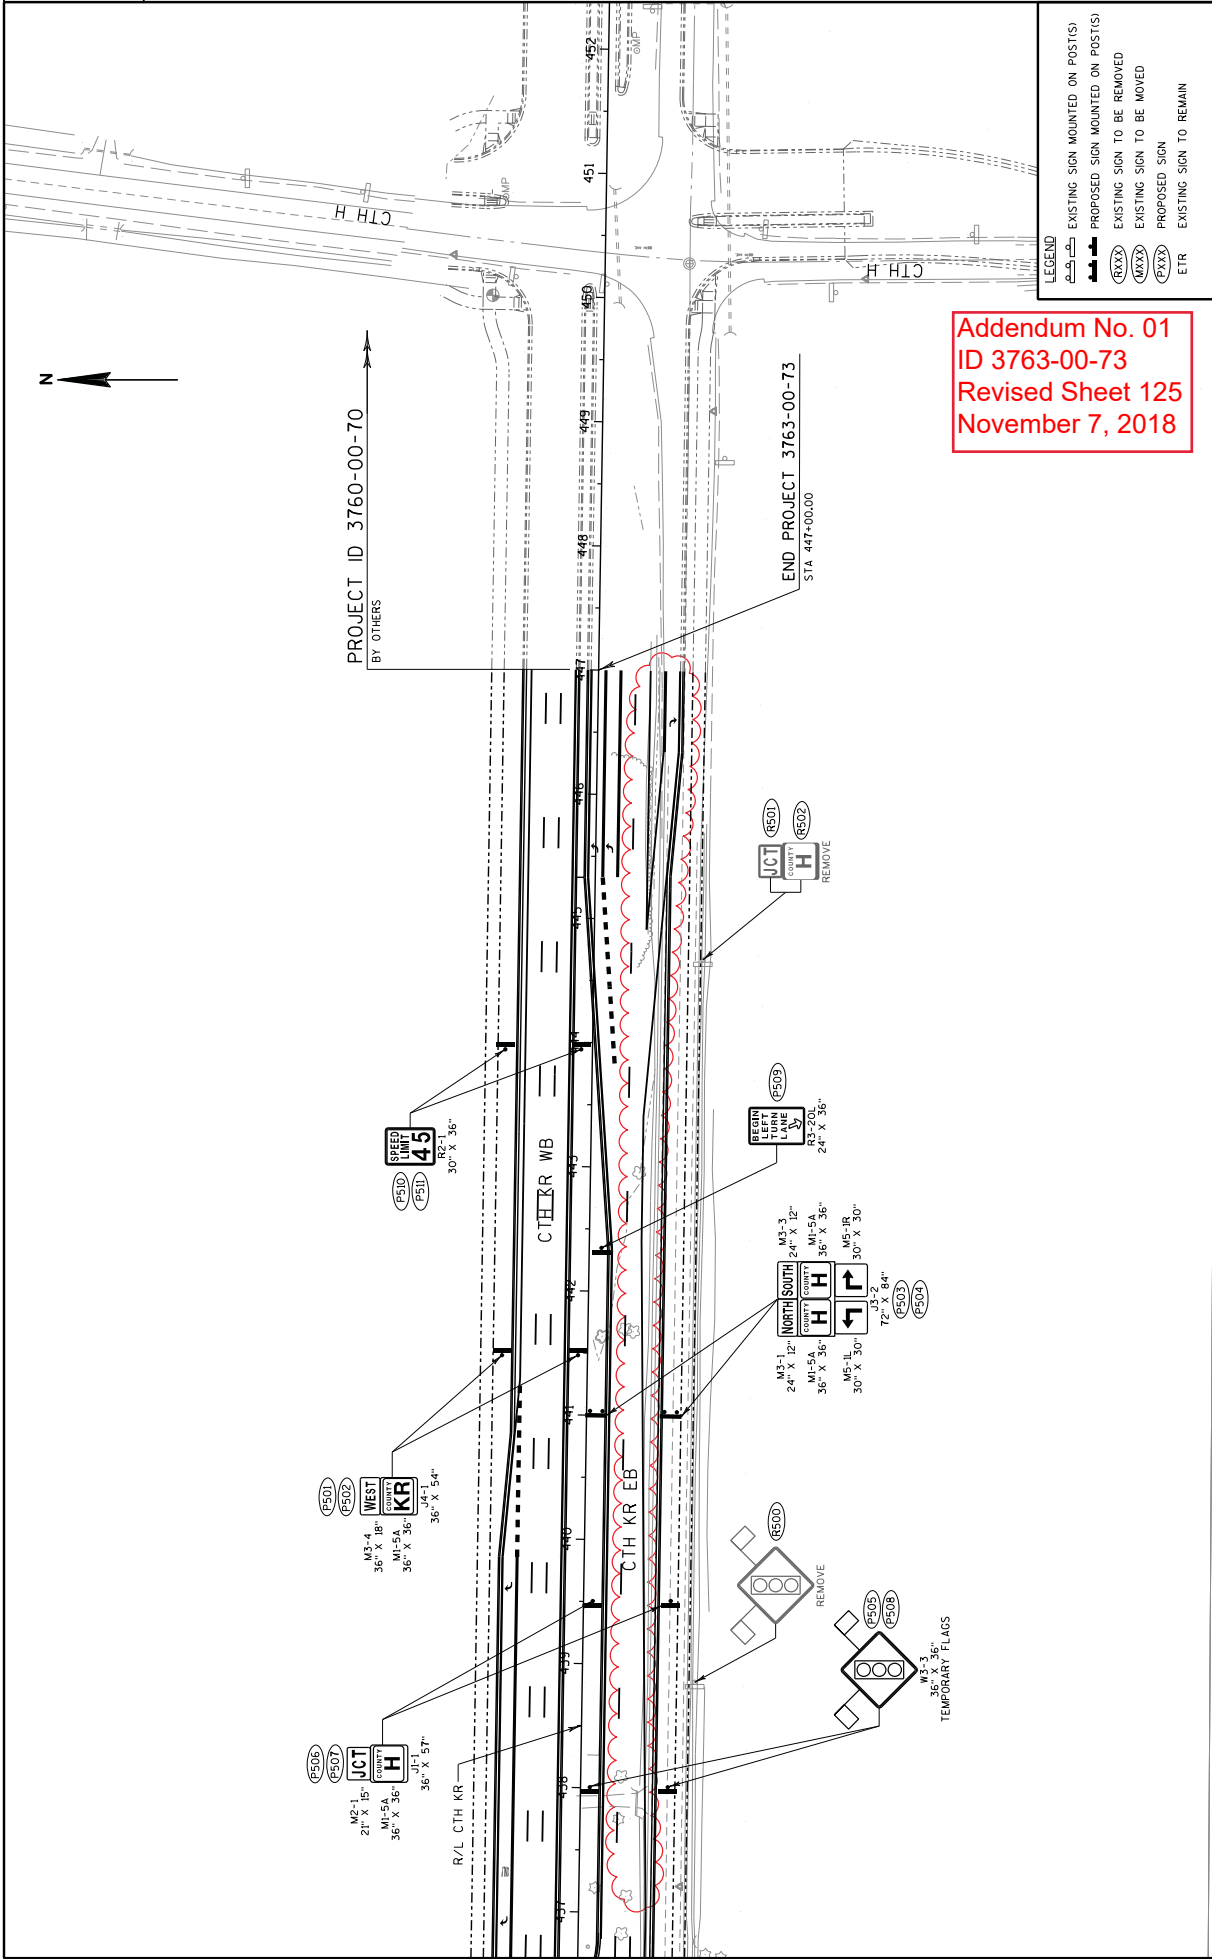 LEGEND
EXISTING SIGN MOUNTED ON POST(S)
PROPOSED SIGN MOUNTED ON POST(S)
RXXX EXISTING SIGN TO BE REMOVED
MXXX EXISTING SIGN TO BE MOVED
PXXX PROPOSED SIGN
ETR EXISTING SIGN TO REMAIN
Addendum No. 01
ID 3763-00-73
Revised Sheet 125
November 7, 2018
N
PROJECT ID 3760-00-70
BY OTHERS
END PROJECT 3763-00-73
STA 447+00.00
CTH H
CTH H
MP
MP
437
438
439
440
441
442
443
444
445
446
447
448
449
450
451
452
CTH KR WB
CTH KR EB
R/L CTH KR
P506
P507
JCT
COUNTY
H
M2-1
21" X 15"
M1-5A
36" X 36"
J1-1
36" X 57"
P501
P502
WEST
COUNTY
KR
M3-4
36" X 18"
M1-5A
36" X 36"
J4-1
36" X 54"
P510
P511
SPEED
LIMIT
45
R2-1
30" X 36"
R501
R502
JCT
COUNTY
H
REMOVE
P509
BEGIN
LEFT
TURN
LANE
R3-20L
24" X 36"
M3-1
24" X 12"
M1-5A
36" X 36"
M5-1L
30" X 30"
NORTH SOUTH
COUNTY COUNTY
H H
M3-3
24" X 12"
M1-5A
36" X 36"
M5-1R
30" X 30"
J3-2
72" X 84"
P503
P504
R500
REMOVE
P505
P508
W3-3
36" X 36"
TEMPORARY FLAGS